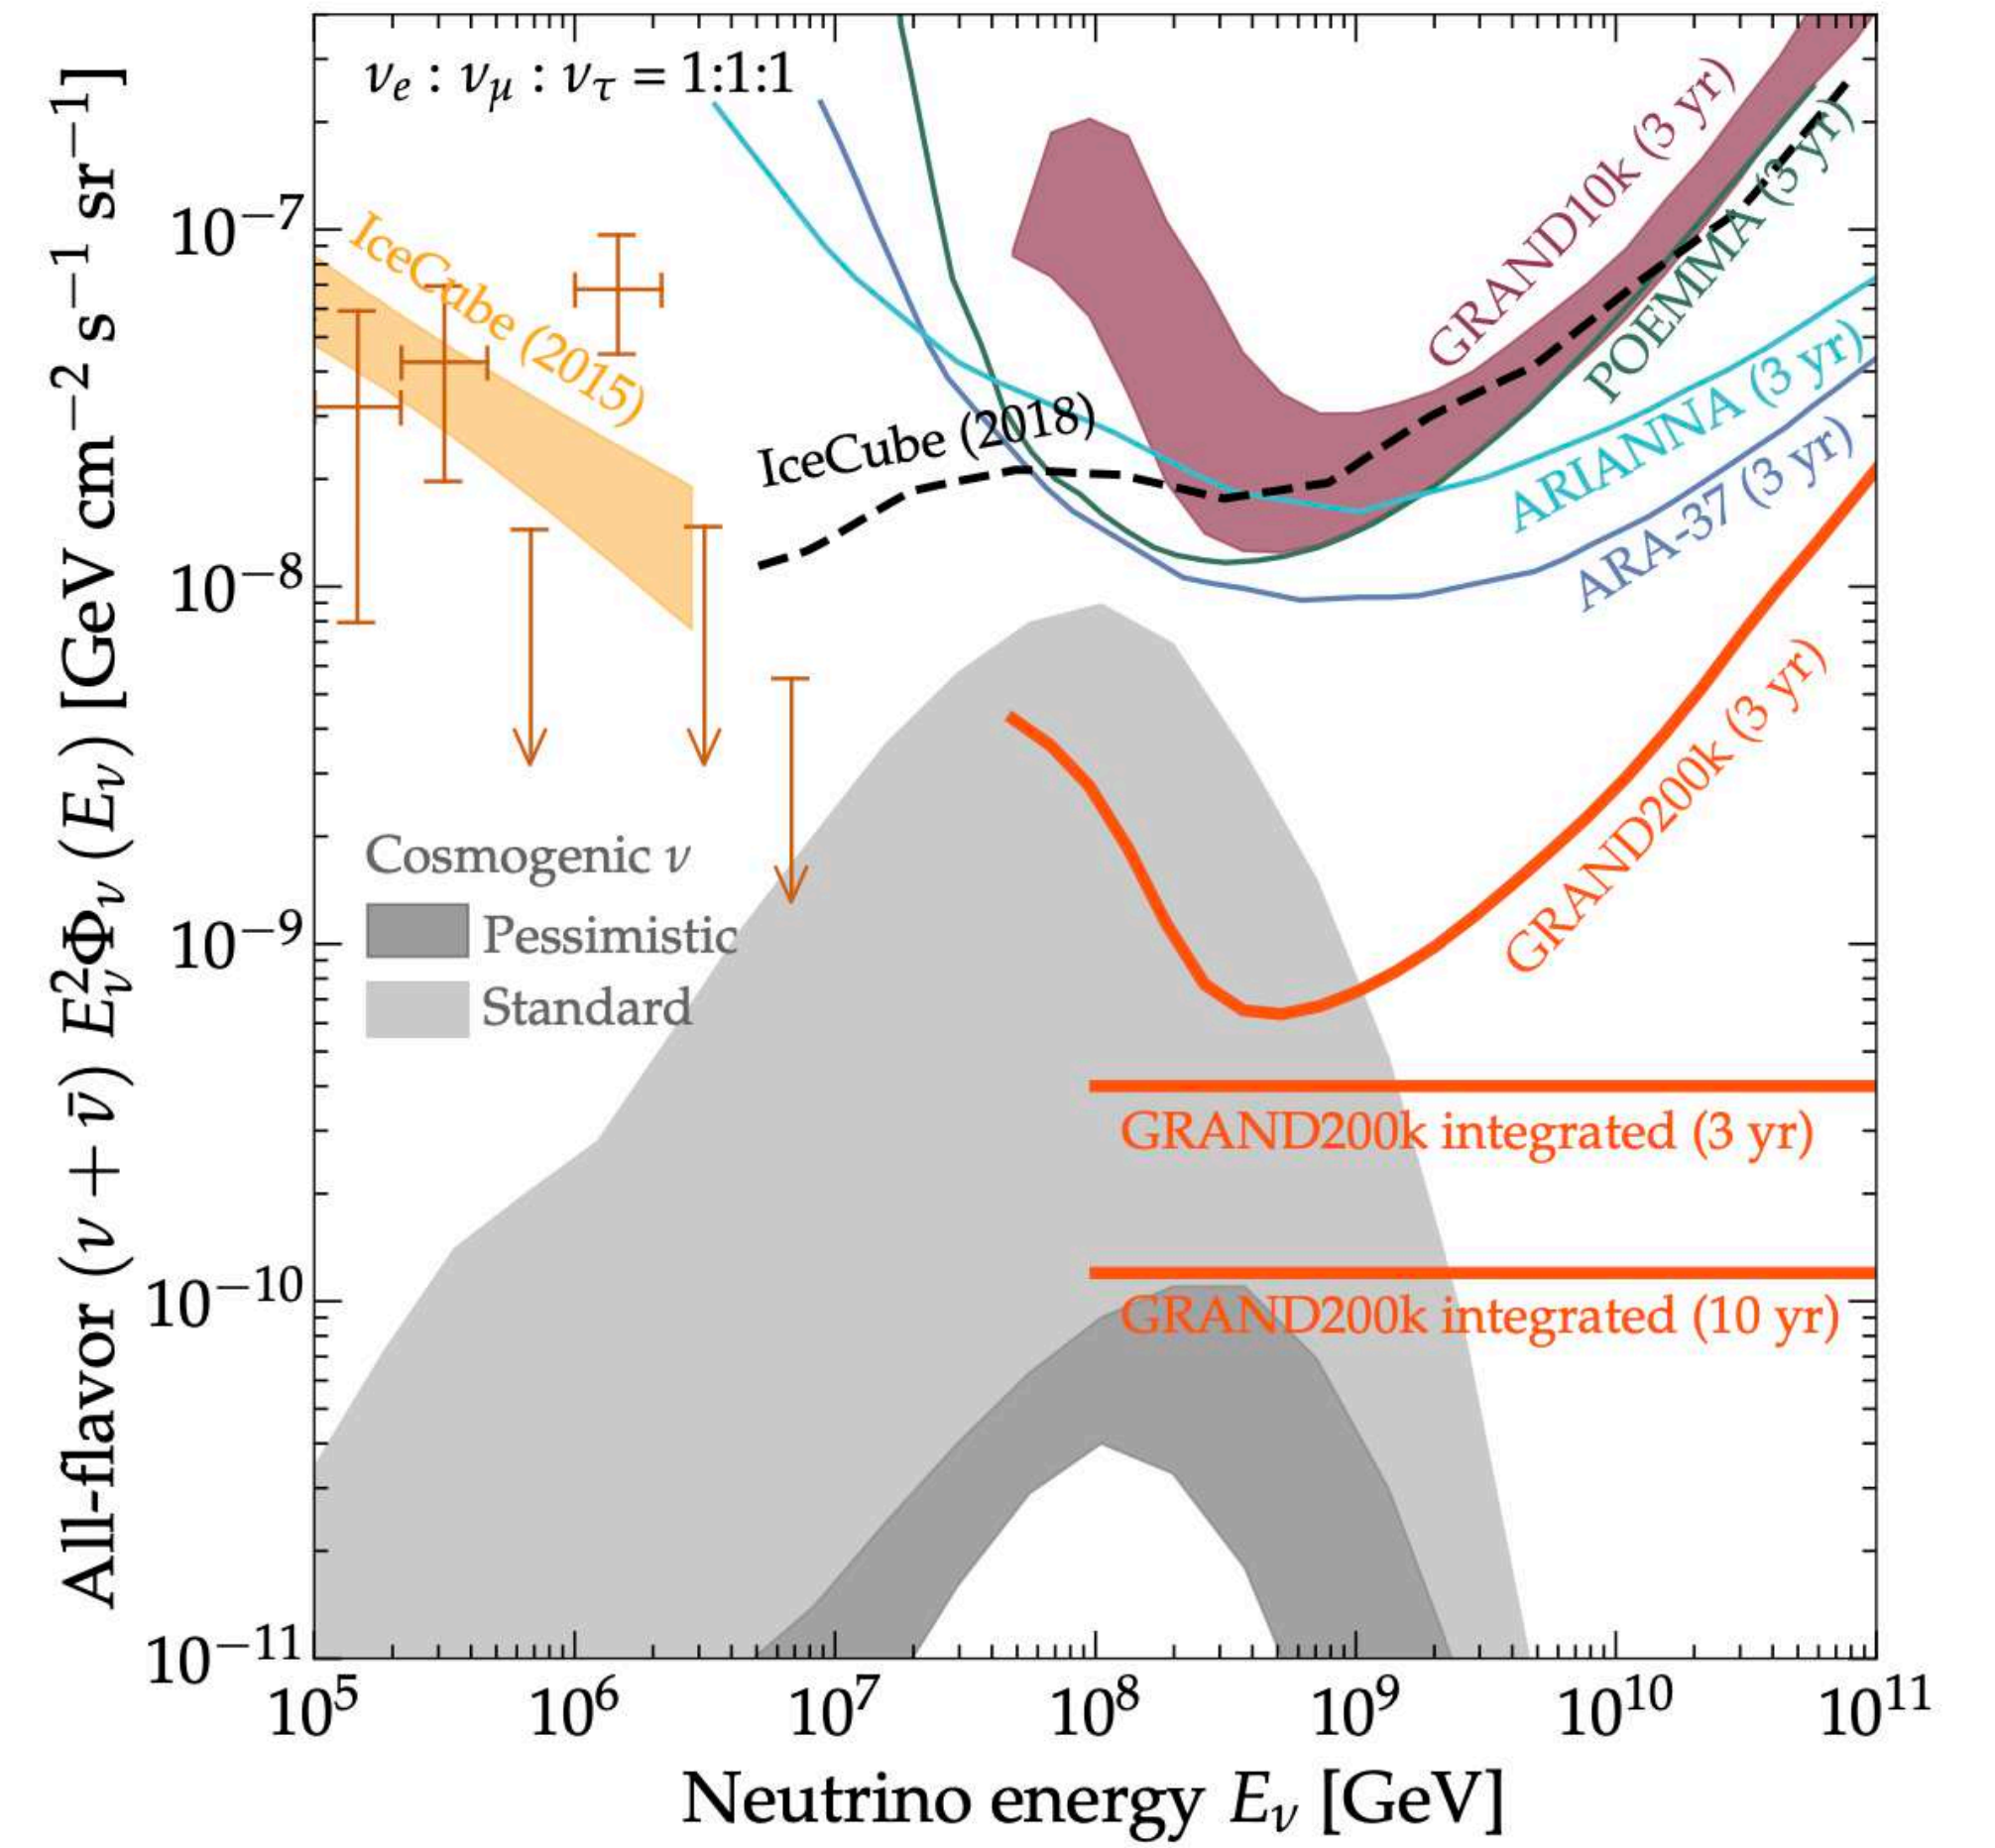 νe : νμ : ντ = 1:1:1
All-flavor (ν + ν̄) Eν²Φν (Eν) [GeV cm⁻² s⁻¹ sr⁻¹]
10⁻⁷
10⁻⁸
10⁻⁹
10⁻¹⁰
10⁻¹¹
IceCube (2015)
IceCube (2018)
GRAND10k (3 yr)
POEMMA (3 yr)
ARIANNA (3 yr)
ARA-37 (3 yr)
GRAND200k (3 yr)
Cosmogenic ν
Pessimistic
Standard
GRAND200k integrated (3 yr)
GRAND200k integrated (10 yr)
10⁵
10⁶
10⁷
10⁸
10⁹
10¹⁰
10¹¹
Neutrino energy Eν [GeV]